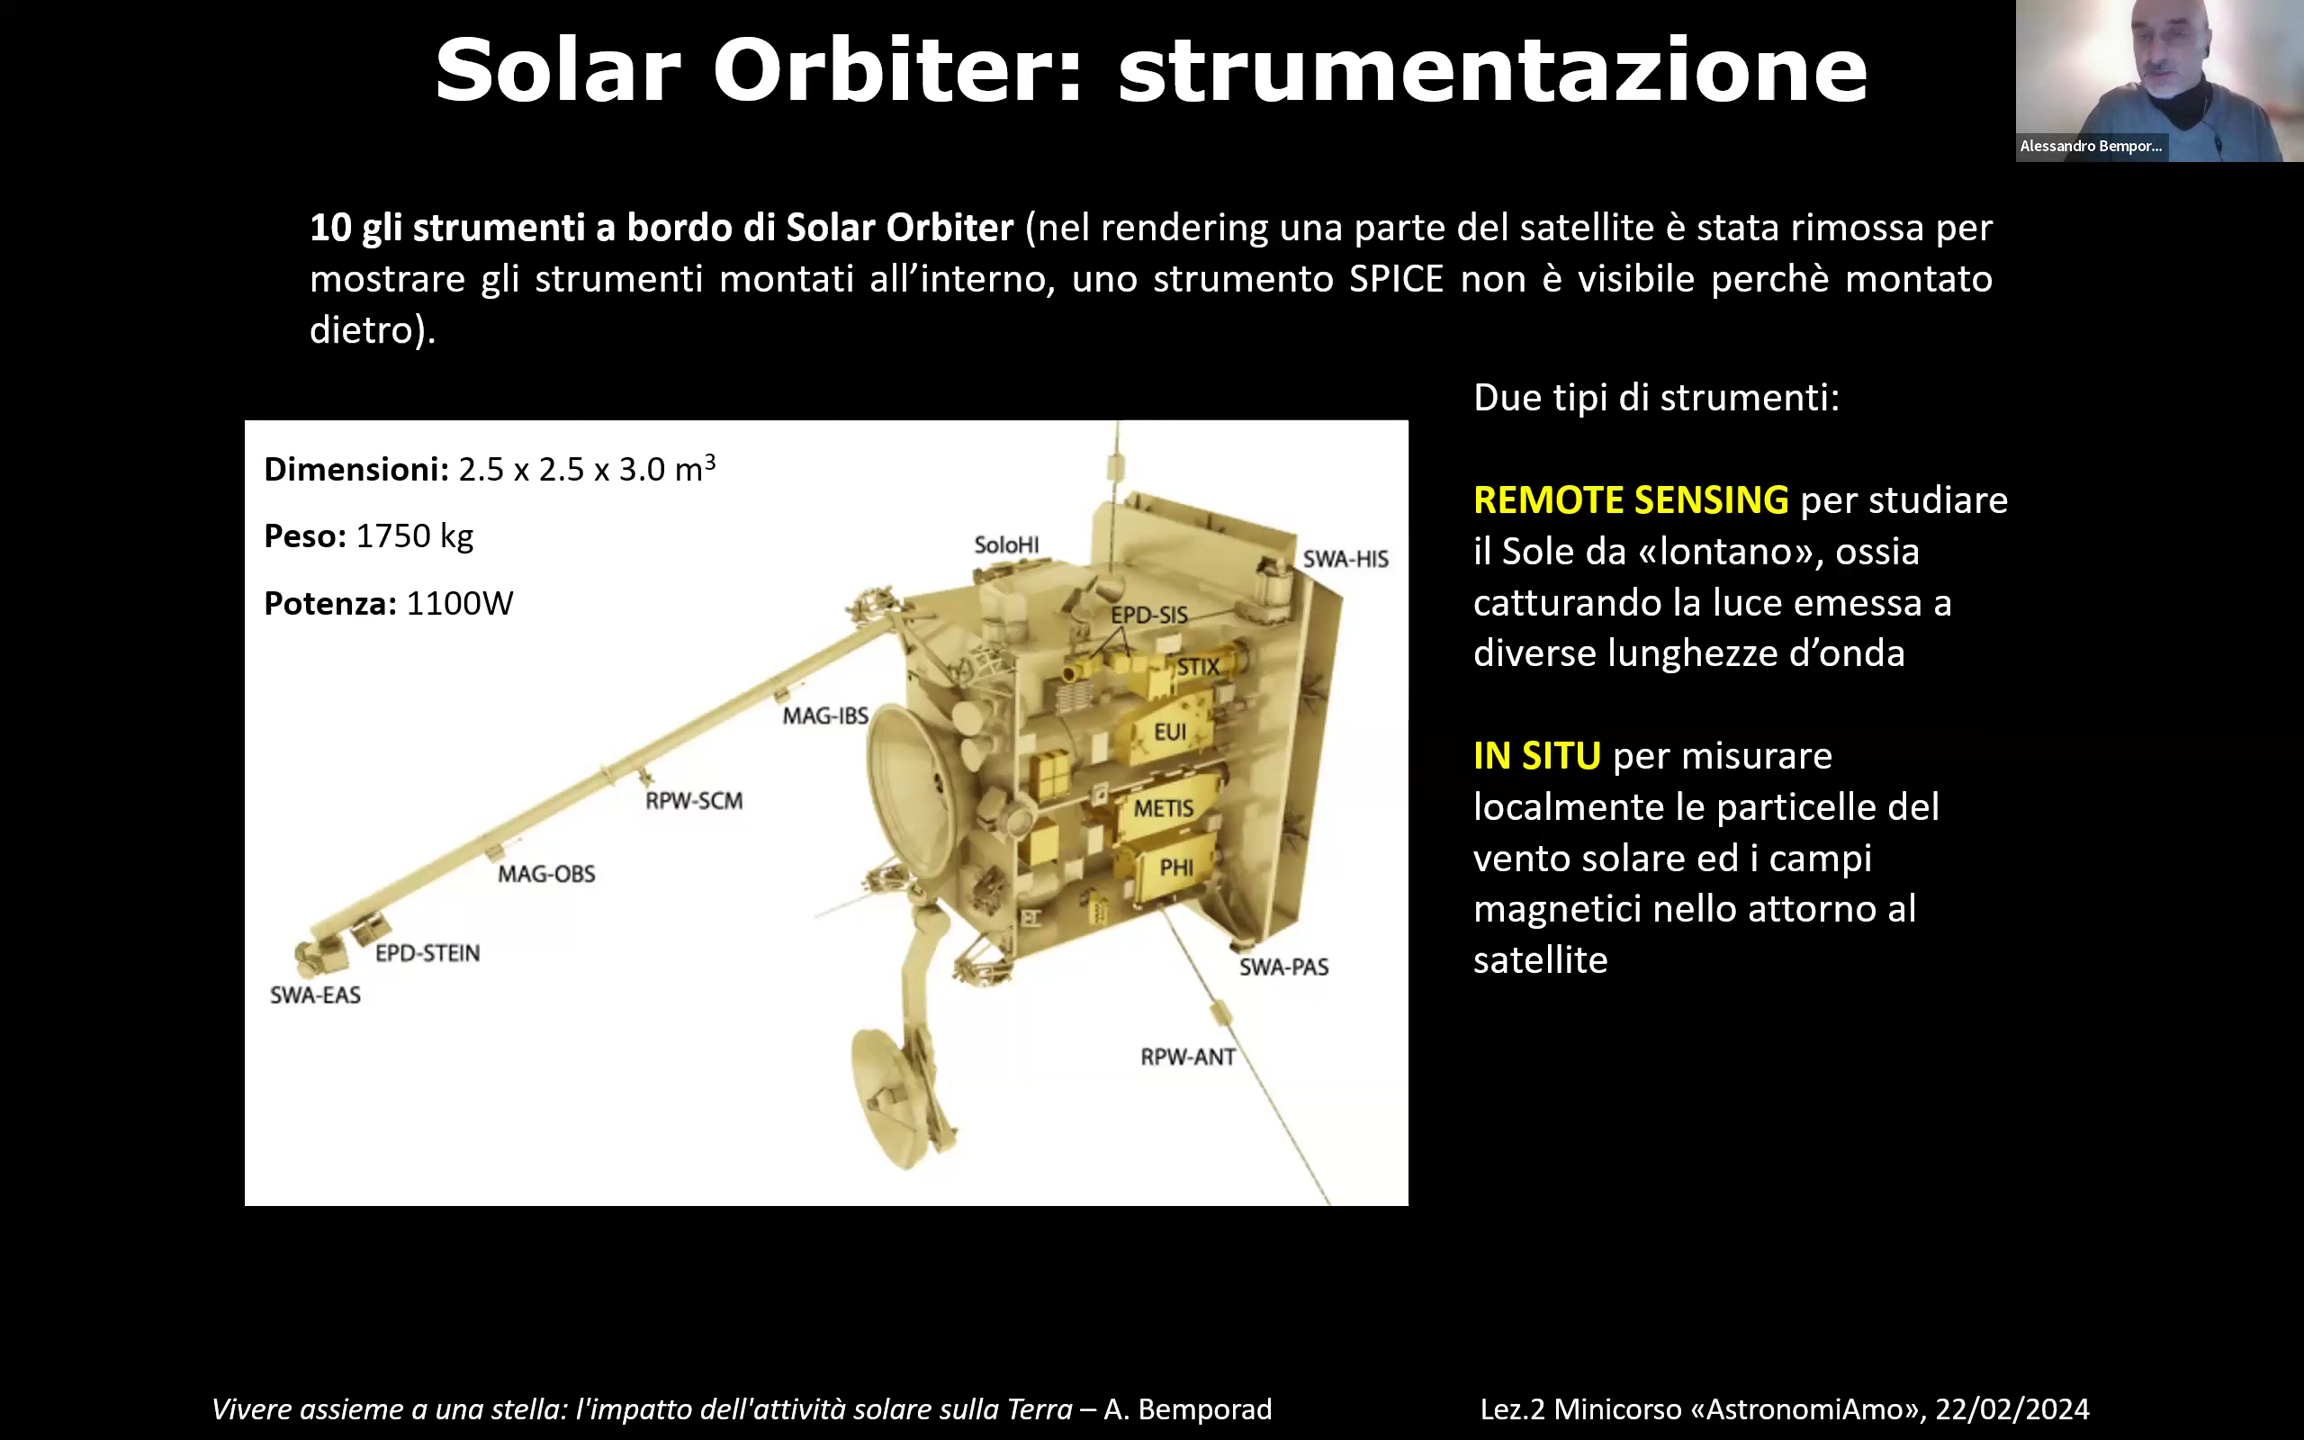 Solar Orbiter: strumentazione
Alessandro Bempor...
10 gli strumenti a bordo di Solar Orbiter (nel rendering una parte del satellite è stata rimossa per
mostrare gli strumenti montati all’interno, uno strumento SPICE non è visibile perchè montato
dietro).
Dimensioni: 2.5 x 2.5 x 3.0 m³
Peso: 1750 kg
Potenza: 1100W
SoloHI
SWA-HIS
EPD-SIS
STIX
MAG-IBS
EUI
RPW-SCM
METIS
MAG-OBS
PHI
EPD-STEIN
SWA-PAS
SWA-EAS
RPW-ANT
Due tipi di strumenti:
REMOTE SENSING per studiare
il Sole da «lontano», ossia
catturando la luce emessa a
diverse lunghezze d’onda
IN SITU per misurare
localmente le particelle del
vento solare ed i campi
magnetici nello attorno al
satellite
Vivere assieme a una stella: l'impatto dell'attività solare sulla Terra – A. Bemporad
Lez.2 Minicorso «AstronomiAmo», 22/02/2024